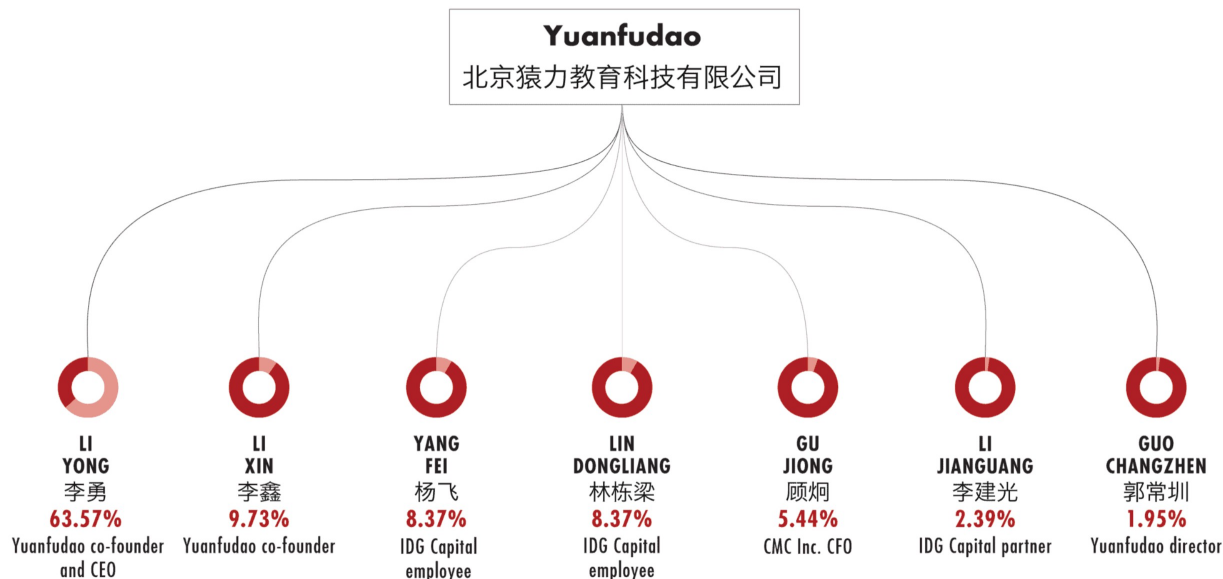 Yuanfudao
北京猿力教育科技有限公司
LI
YONG
李勇
63.57%
Yuanfudao co-founder
and CEO
LI
XIN
李鑫
9.73%
Yuanfudao co-founder
YANG
FEI
杨飞
8.37%
IDG Capital
employee
LIN
DONGLIANG
林栋梁
8.37%
IDG Capital
employee
GU
JIONG
顾炯
5.44%
CMC Inc. CFO
LI
JIANGUANG
李建光
2.39%
IDG Capital partner
GUO
CHANGZHEN
郭常圳
1.95%
Yuanfudao director